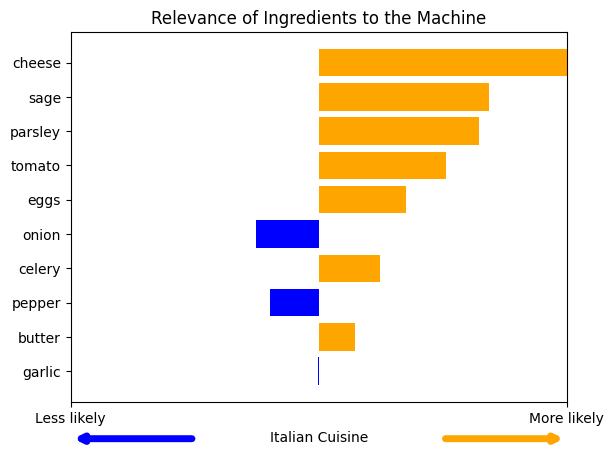 Relevance of Ingredients to the Machine
cheese
sage
parsley
tomato
eggs
onion
celery
pepper
butter
garlic
Less likely
More likely
Italian Cuisine